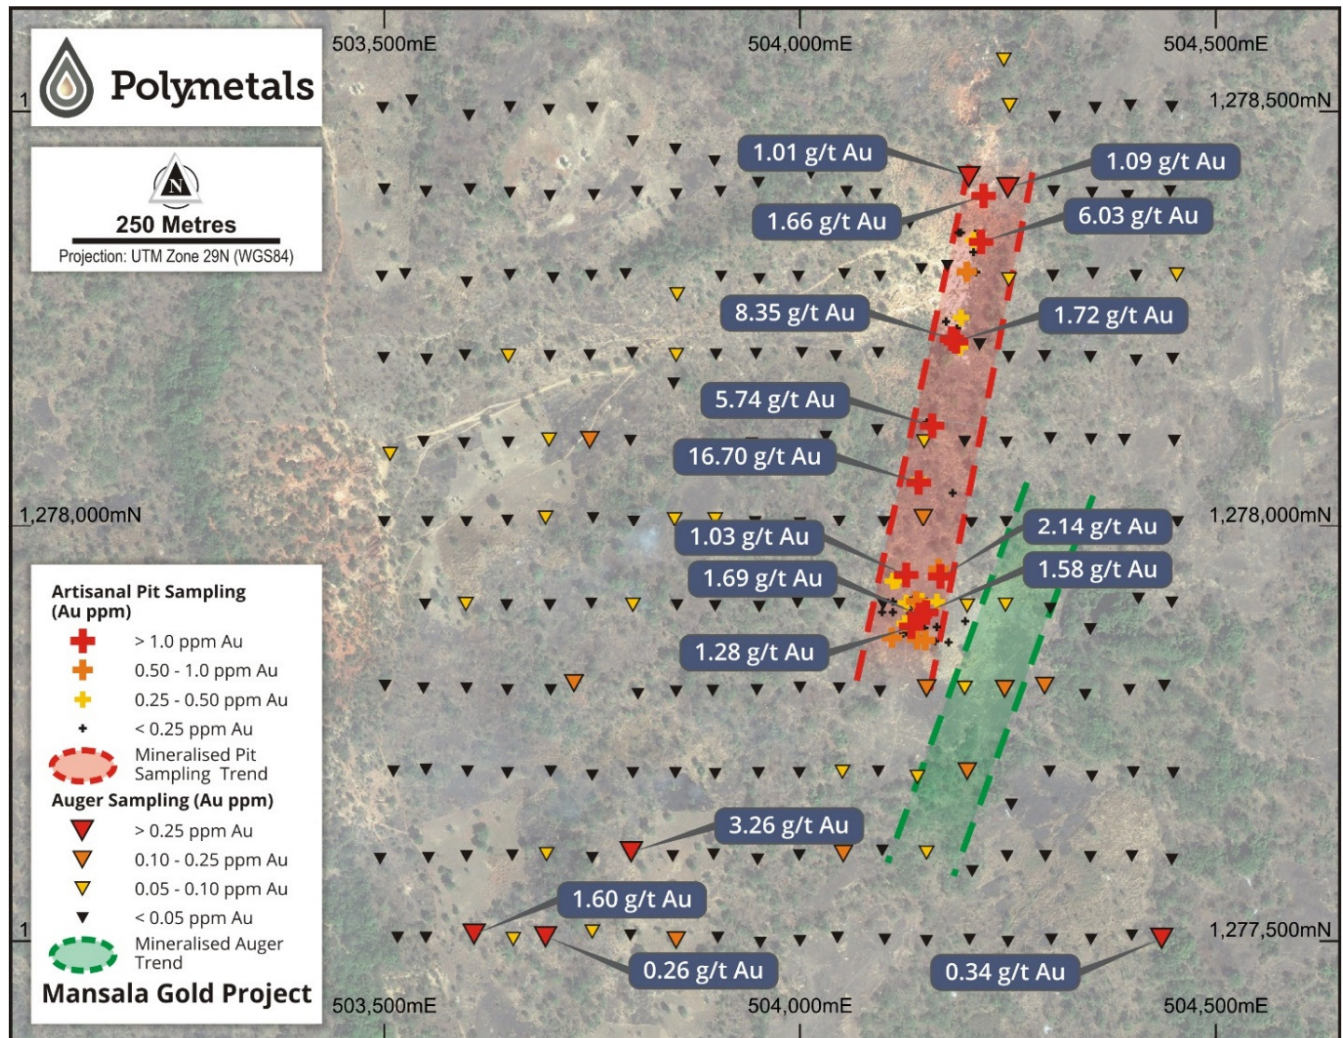 503,500mE
504,000mE
504,500mE
Polymetals
1
1,278,500mN
N
250 Metres
Projection: UTM Zone 29N (WGS84)
1.01 g/t Au
1.09 g/t Au
1.66 g/t Au
6.03 g/t Au
8.35 g/t Au
1.72 g/t Au
5.74 g/t Au
16.70 g/t Au
1,278,000mN
1,278,000mN
1.03 g/t Au
2.14 g/t Au
1.69 g/t Au
1.58 g/t Au
1.28 g/t Au
Artisanal Pit Sampling
(Au ppm)
> 1.0 ppm Au
0.50 - 1.0 ppm Au
0.25 - 0.50 ppm Au
< 0.25 ppm Au
Mineralised Pit
Sampling Trend
Auger Sampling (Au ppm)
> 0.25 ppm Au
0.10 - 0.25 ppm Au
0.05 - 0.10 ppm Au
< 0.05 ppm Au
Mineralised Auger
Trend
Mansala Gold Project
3.26 g/t Au
1.60 g/t Au
0.26 g/t Au
0.34 g/t Au
1
1,277,500mN
503,500mE
504,000mE
504,500mE